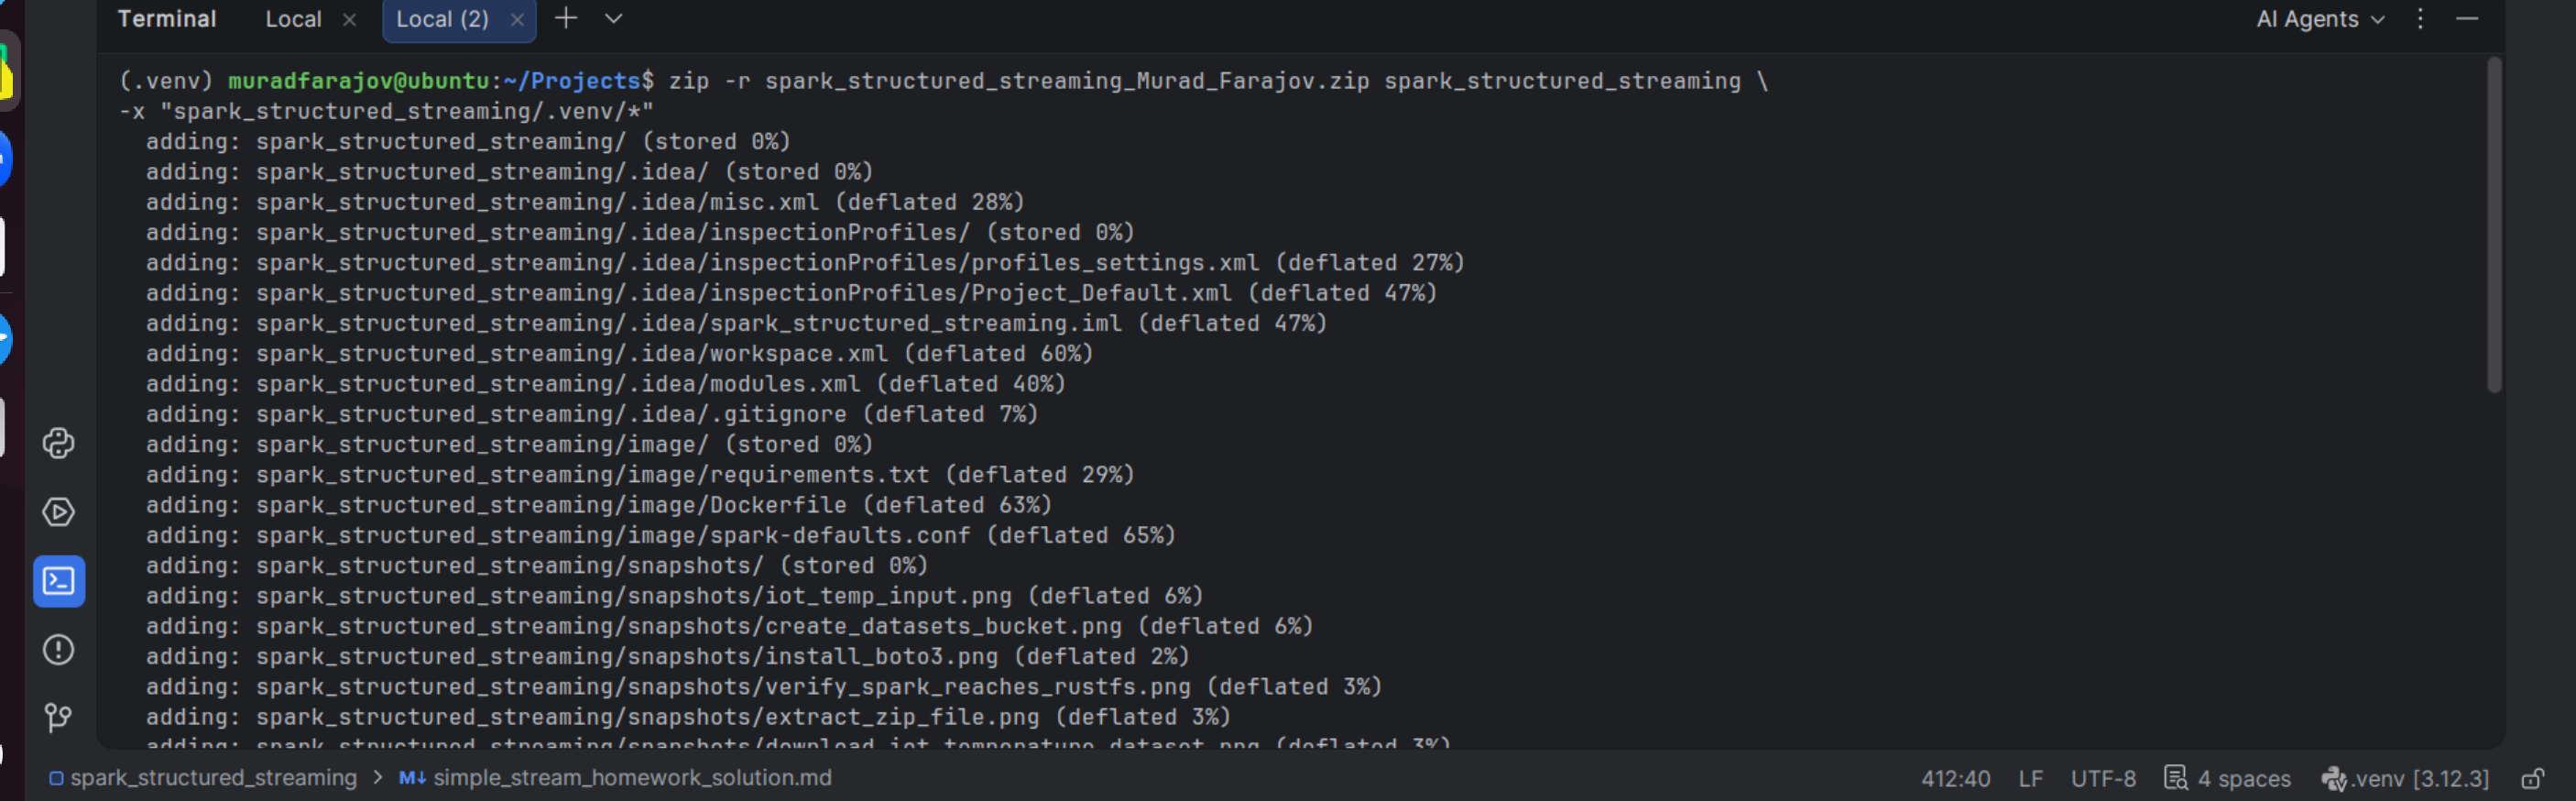 Terminal Local Local (2) AI Agents
(.venv) muradfarajov@ubuntu:~/Projects$ zip -r spark_structured_streaming_Murad_Farajov.zip spark_structured_streaming \
-x "spark_structured_streaming/.venv/*"
adding: spark_structured_streaming/ (stored 0%)
adding: spark_structured_streaming/.idea/ (stored 0%)
adding: spark_structured_streaming/.idea/misc.xml (deflated 28%)
adding: spark_structured_streaming/.idea/inspectionProfiles/ (stored 0%)
adding: spark_structured_streaming/.idea/inspectionProfiles/profiles_settings.xml (deflated 27%)
adding: spark_structured_streaming/.idea/inspectionProfiles/Project_Default.xml (deflated 47%)
adding: spark_structured_streaming/.idea/spark_structured_streaming.iml (deflated 47%)
adding: spark_structured_streaming/.idea/workspace.xml (deflated 60%)
adding: spark_structured_streaming/.idea/modules.xml (deflated 40%)
adding: spark_structured_streaming/.idea/.gitignore (deflated 7%)
adding: spark_structured_streaming/image/ (stored 0%)
adding: spark_structured_streaming/image/requirements.txt (deflated 29%)
adding: spark_structured_streaming/image/Dockerfile (deflated 63%)
adding: spark_structured_streaming/image/spark-defaults.conf (deflated 65%)
adding: spark_structured_streaming/snapshots/ (stored 0%)
adding: spark_structured_streaming/snapshots/iot_temp_input.png (deflated 6%)
adding: spark_structured_streaming/snapshots/create_datasets_bucket.png (deflated 6%)
adding: spark_structured_streaming/snapshots/install_boto3.png (deflated 2%)
adding: spark_structured_streaming/snapshots/verify_spark_reaches_rustfs.png (deflated 3%)
adding: spark_structured_streaming/snapshots/extract_zip_file.png (deflated 3%)
adding: spark_structured_streaming/snapshots/download_iot_temperature_dataset.png (deflated 3%)
spark_structured_streaming > M↓ simple_stream_homework_solution.md 412:40 LF UTF-8 4 spaces .venv [3.12.3]